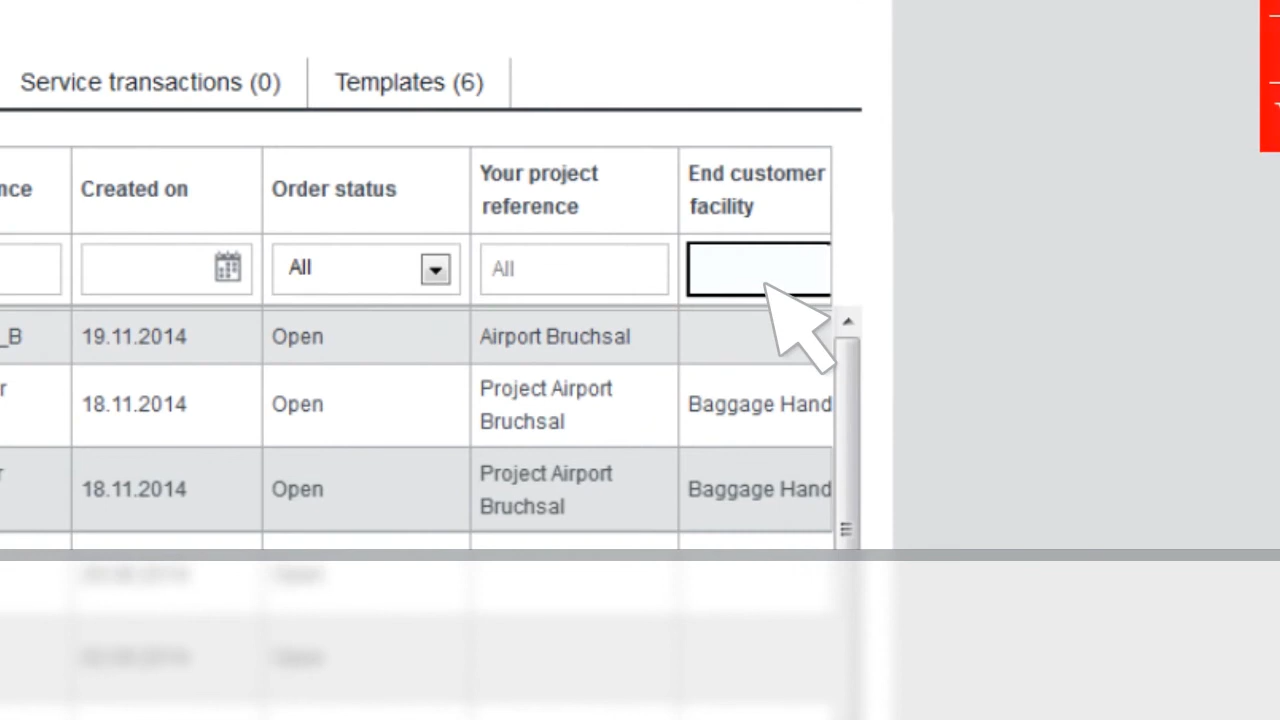 Service transactions (0)
Templates (6)
nce
Created on
Order status
Your project
reference
End customer
facility
All
All
_B
19.11.2014
Open
Airport Bruchsal
r
18.11.2014
Open
Project Airport
Bruchsal
Baggage Hand
r
18.11.2014
Open
Project Airport
Bruchsal
Baggage Hand